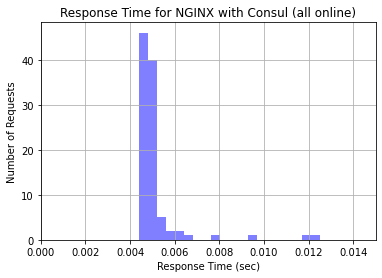 Response Time for NGINX with Consul (all online)
Number of Requests
40
30
20
10
0
0.000 0.002 0.004 0.006 0.008 0.010 0.012 0.014
Response Time (sec)